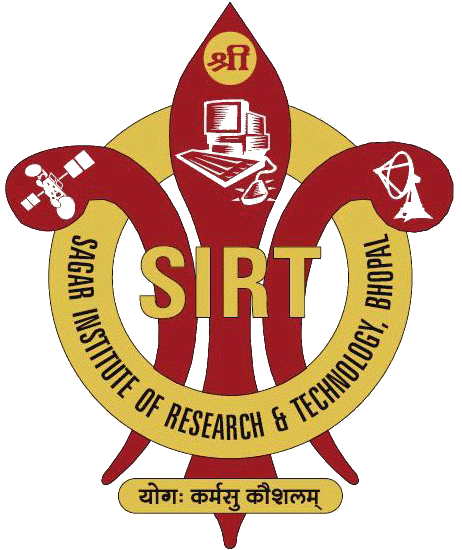 श्री
SIRT
SAGAR INSTITUTE OF RESEARCH & TECHNOLOGY, BHOPAL
योगः कर्मसु कौशलम्